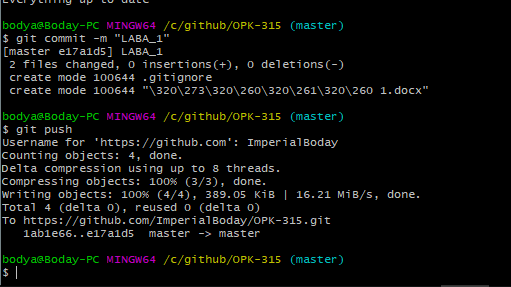 Everything up to date
bodya@Boday-PC MINGW64 /c/github/OPK-315 (master)
$ git commit -m "LABA_1"
[master e17a1d5] LABA_1
 2 files changed, 0 insertions(+), 0 deletions(-)
 create mode 100644 .gitignore
 create mode 100644 "\320\273\320\260\320\261\320\260 1.docx"
bodya@Boday-PC MINGW64 /c/github/OPK-315 (master)
$ git push
Username for 'https://github.com': ImperialBoday
Counting objects: 4, done.
Delta compression using up to 8 threads.
Compressing objects: 100% (3/3), done.
Writing objects: 100% (4/4), 389.05 KiB | 16.21 MiB/s, done.
Total 4 (delta 0), reused 0 (delta 0)
To https://github.com/ImperialBoday/OPK-315.git
   1ab1e66..e17a1d5  master -> master
bodya@Boday-PC MINGW64 /c/github/OPK-315 (master)
$